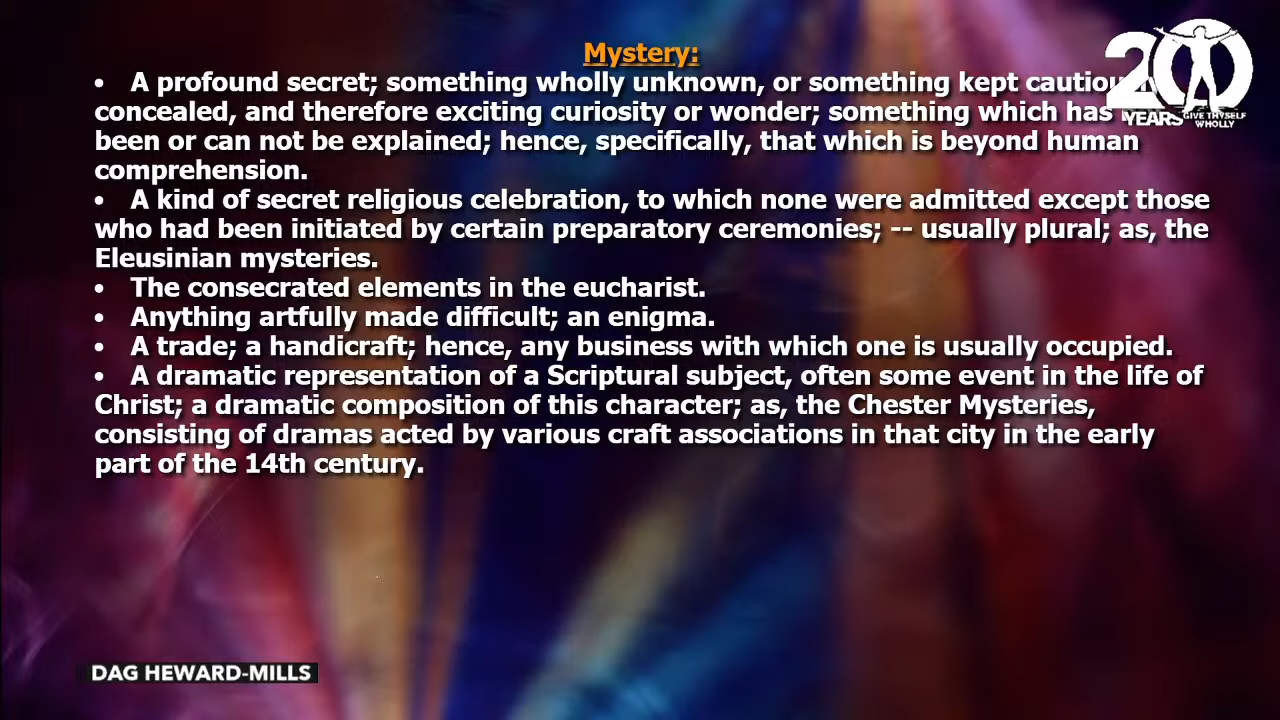 Mystery:
• A profound secret; something wholly unknown, or something kept
concealed, and therefore exciting curiosity or wonder; something which has
been or can not be explained; hence, specifically, that which is beyond human
comprehension.
• A kind of secret religious celebration, to which none were admitted except those
who had been initiated by certain preparatory ceremonies; -- usually plural; as, the
Eleusinian mysteries.
• The consecrated elements in the eucharist.
• Anything artfully made difficult; an enigma.
• A trade; a handicraft; hence, any business with which one is usually occupied.
• A dramatic representation of a Scriptural subject, often some event in the life of
Christ; a dramatic composition of this character; as, the Chester Mysteries,
consisting of dramas acted by various craft associations in that city in the early
part of the 14th century.
20
YEARS
GIVE THYSELF
WHOLLY
DAG HEWARD-MILLS